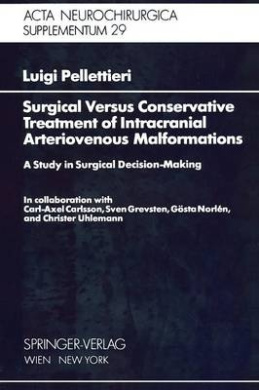 ACTA NEUROCHIRURGICA
SUPPLEMENTUM 29
Luigi Pellettieri
Surgical Versus Conservative
Treatment of Intracranial
Arteriovenous Malformations
A Study in Surgical Decision-Making
In collaboration with
Carl-Axel Carlsson, Sven Grevsten, Gösta Norlén,
and Christer Uhlemann
SPRINGER-VERLAG
WIEN NEW YORK